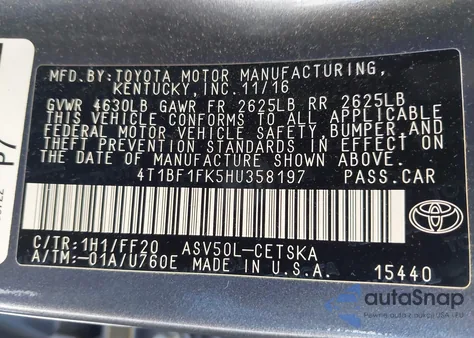 MFD.BY:TOYOTA MOTOR MANUFACTURING,
KENTUCKY,INC.11/16
GVWR 4630LB GAWR FR 2625LB RR 2625LB
THIS VEHICLE CONFORMS TO ALL APPLICABLE
FEDERAL MOTOR VEHICLE SAFETY, BUMPER,AND
THEFT PREVENTION STANDARDS IN EFFECT ON
THE DATE OF MANUFACTURE SHOWN ABOVE.
4T1BF1FK5HU358197 PASS.CAR
C/TR:1H1/FF20 ASV50L-CETSKA
A/TM:-01A/U760E MADE IN U.S.A. 15440
TOYOTA
P7
autoSnap